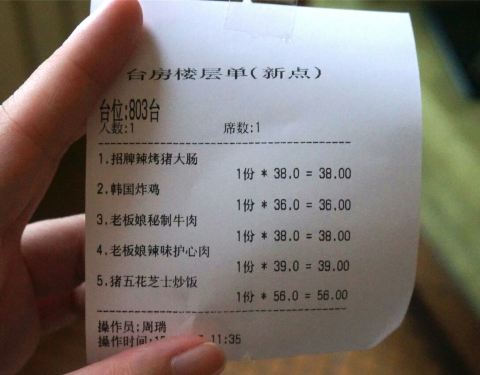 台房楼层单(新点)
台位:803台
人数:1 席数:1
1.招牌辣烤猪大肠
1份 * 38.0 = 38.00
2.韩国炸鸡
1份 * 36.0 = 36.00
3.老板娘秘制牛肉
1份 * 38.0 = 38.00
4.老板娘辣味护心肉
1份 * 39.0 = 39.00
5.猪五花芝士炒饭
1份 * 56.0 = 56.00
操作员:周瑞
操作时间: 11:35